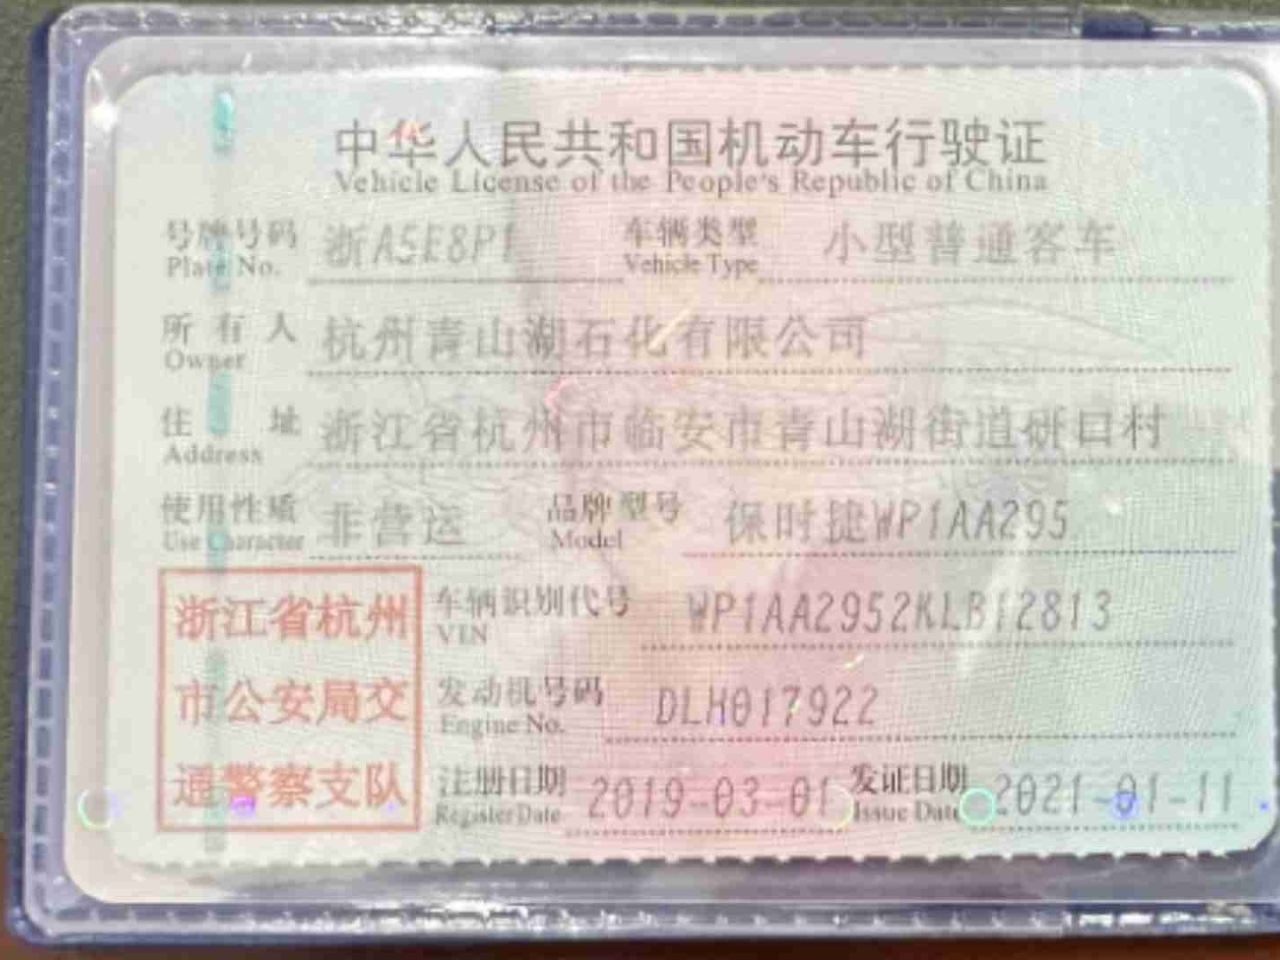 中华人民共和国机动车行驶证
Vehicle License of the People's Republic of China
号牌号码 浙A5E8P1 车辆类型 小型普通客车
Plate No. Vehicle Type
所有人 杭州青山湖石化有限公司
Owner
住址 浙江省杭州市临安市青山湖街道研口村
Address
使用性质 非营运 品牌型号 保时捷WP1AA295
Use Character Model
浙江省杭州 车辆识别代号 WP1AA2952KLB12813
VIN
市公安局交 发动机号码 DLH017922
Engine No.
通警察支队 注册日期 2019-03-01 发证日期 2021-01-11
Register Date Issue Date